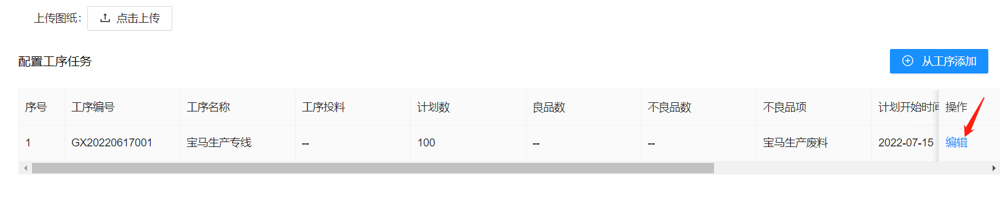 上传图纸： 点击上传
配置工序任务 从工序添加
序号 工序编号 工序名称 工序投料 计划数 良品数 不良品数 不良品项 计划开始时间 操作
1 GX20220617001 宝马生产专线 -- 100 -- -- 宝马生产废料 2022-07-15 编辑